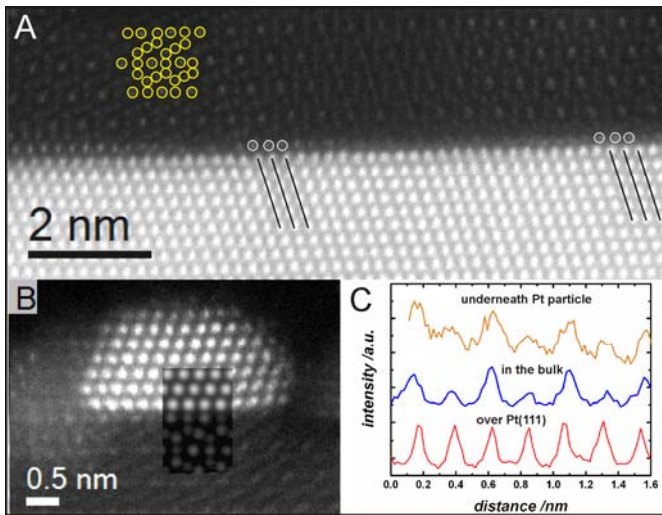 A
2 nm
B
0.5 nm
C
underneath Pt particle
in the bulk
over Pt(111)
intensity /a.u.
0.0 0.2 0.4 0.6 0.8 1.0 1.2 1.4 1.6
distance /nm